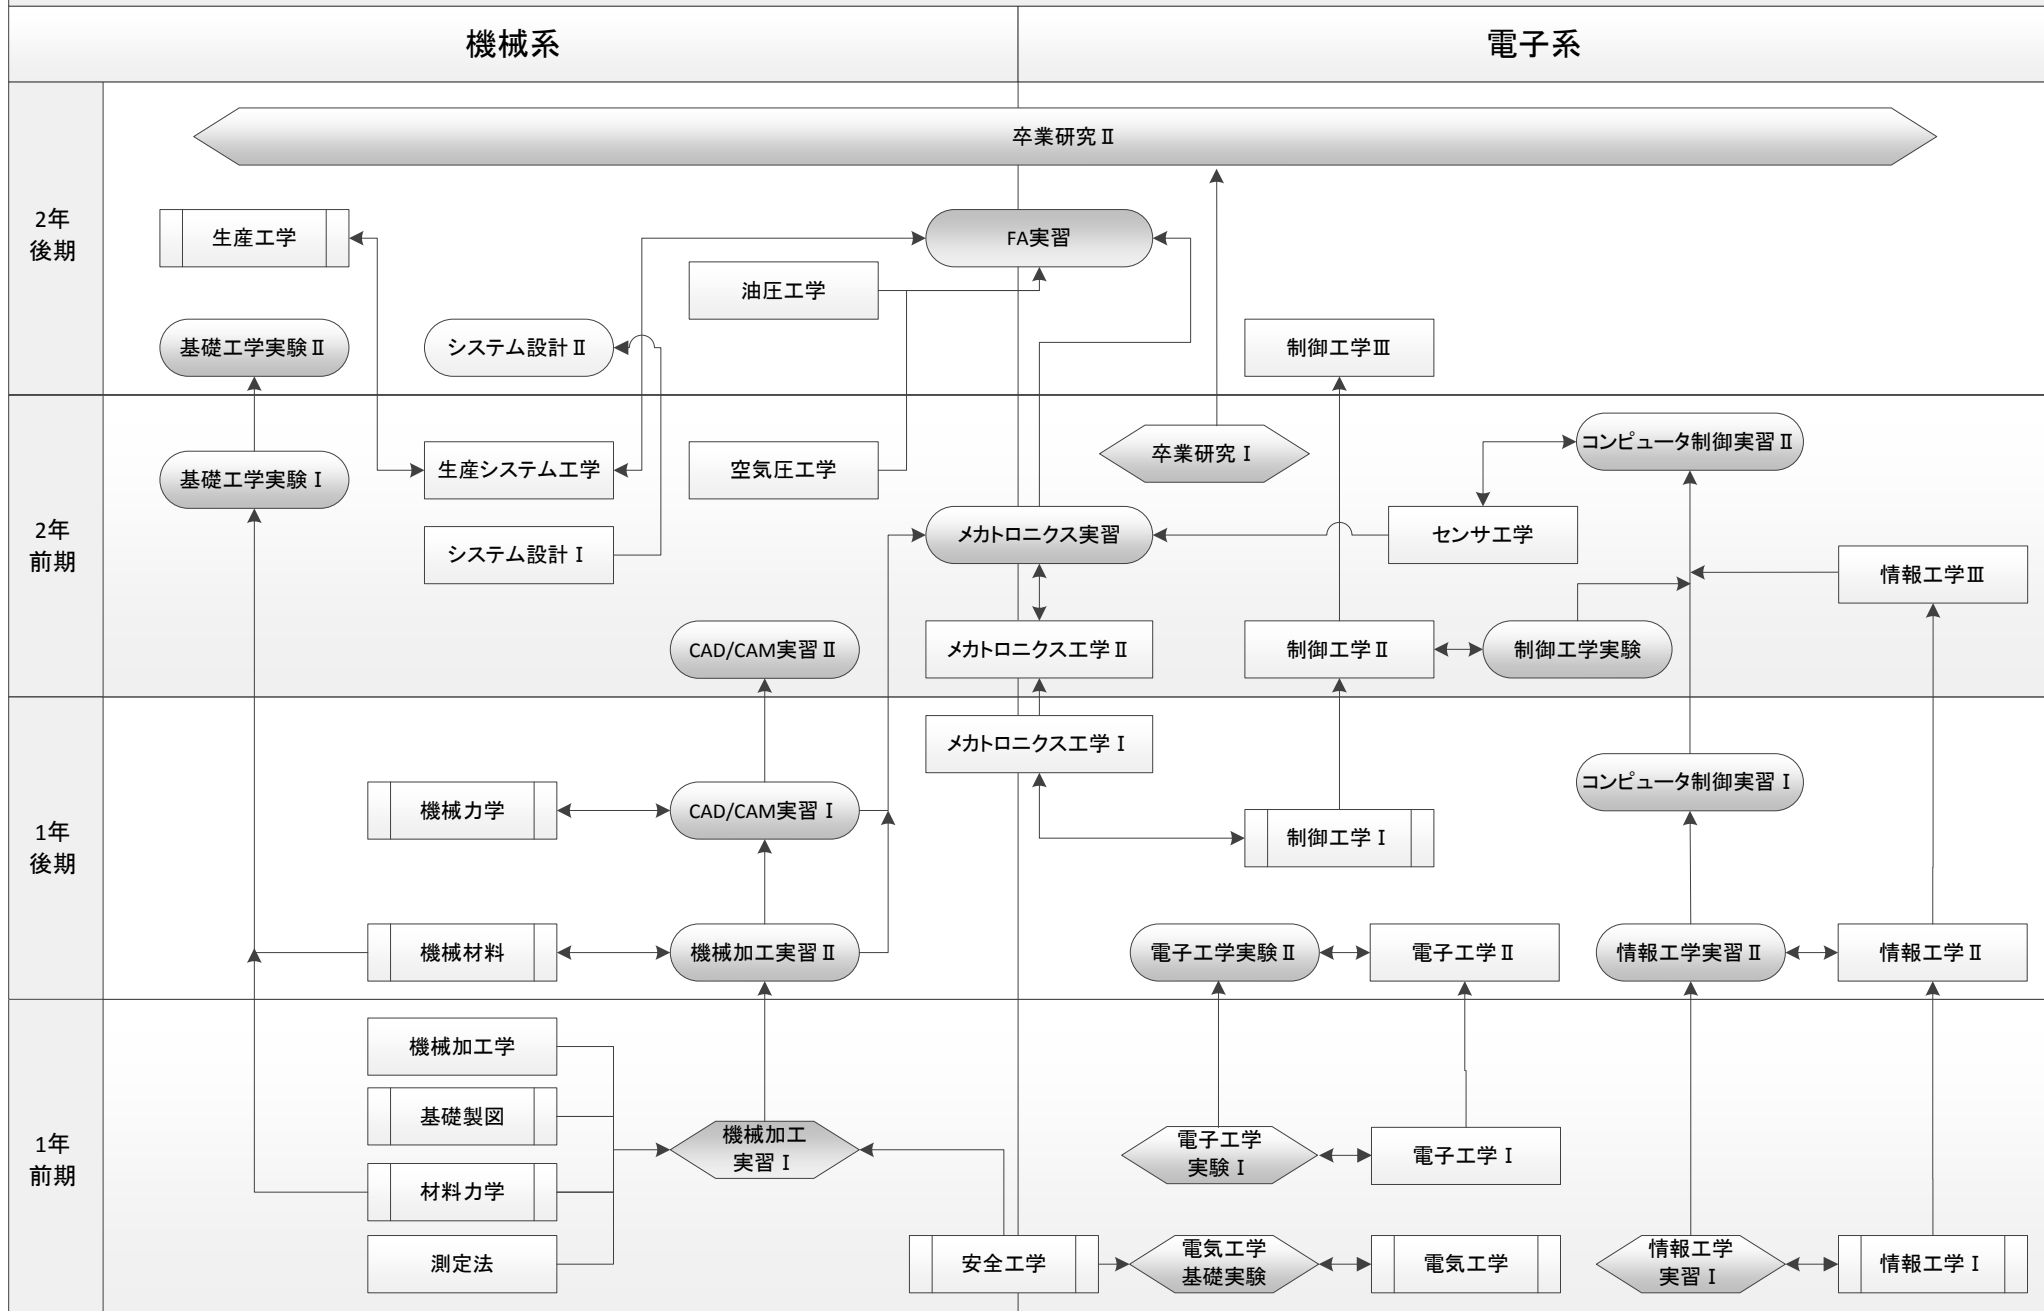 機械系
電子系
2年
後期
卒業研究Ⅱ
生産工学
FA実習
油圧工学
基礎工学実験Ⅱ
システム設計Ⅱ
制御工学Ⅲ
2年
前期
基礎工学実験Ⅰ
生産システム工学
空気圧工学
卒業研究Ⅰ
コンピュータ制御実習Ⅱ
システム設計Ⅰ
メカトロニクス実習
センサ工学
情報工学Ⅲ
CAD/CAM実習Ⅱ
メカトロニクス工学Ⅱ
制御工学Ⅱ
制御工学実験
1年
後期
メカトロニクス工学Ⅰ
機械力学
CAD/CAM実習Ⅰ
制御工学Ⅰ
コンピュータ制御実習Ⅰ
機械材料
機械加工実習Ⅱ
電子工学実験Ⅱ
電子工学Ⅱ
情報工学実習Ⅱ
情報工学Ⅱ
1年
前期
機械加工学
基礎製図
機械加工
実習Ⅰ
電子工学
実験Ⅰ
電子工学Ⅰ
材料力学
測定法
安全工学
電気工学
基礎実験
電気工学
情報工学
実習Ⅰ
情報工学Ⅰ